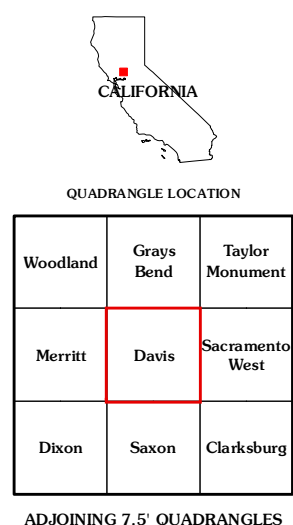 CALIFORNIA
QUADRANGLE LOCATION
Woodland
Grays
Bend
Taylor
Monument
Merritt
Davis
Sacramento
West
Dixon
Saxon
Clarksburg
ADJOINING 7.5' QUADRANGLES